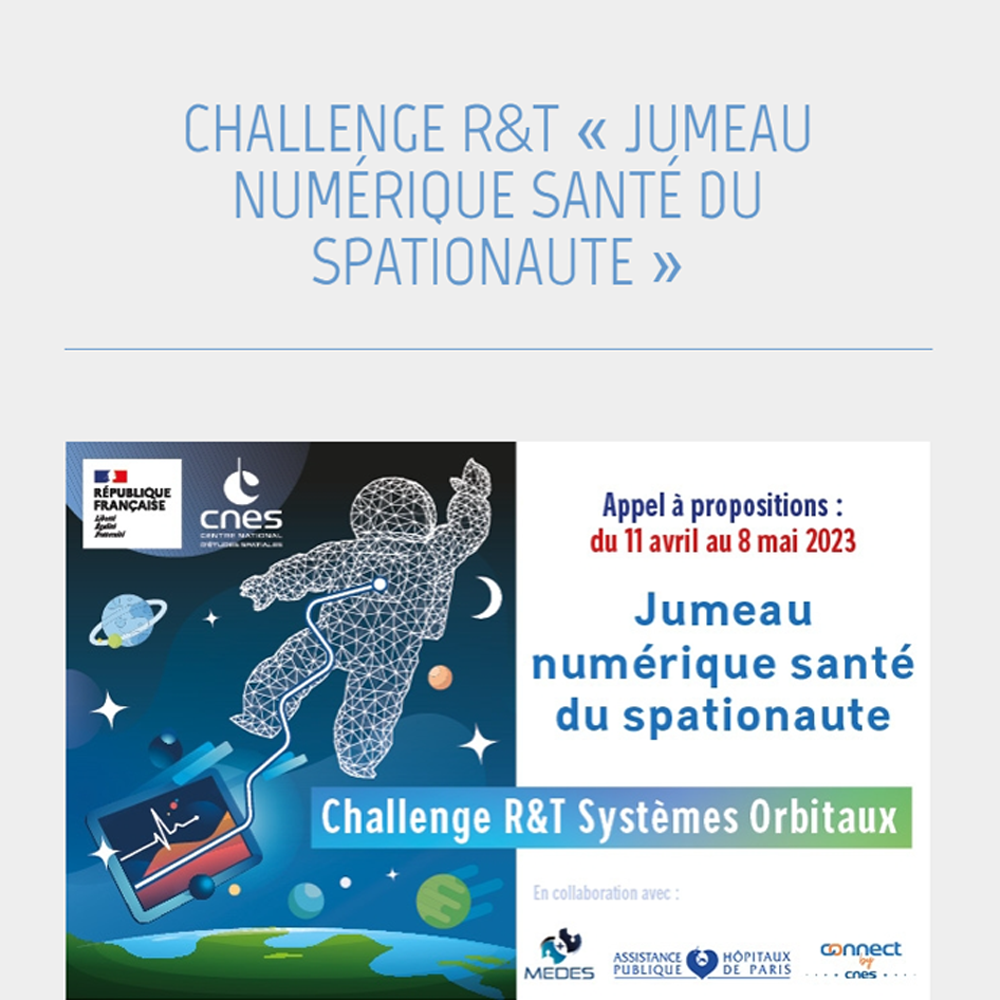 CHALLENGE R&T « JUMEAU
NUMÉRIQUE SANTÉ DU
SPATIONAUTE »
RÉPUBLIQUE
FRANÇAISE
Liberté
Égalité
Fraternité
cnes
CENTRE NATIONAL
D'ÉTUDES SPATIALES
Appel à propositions :
du 11 avril au 8 mai 2023
Jumeau
numérique santé
du spationaute
Challenge R&T Systèmes Orbitaux
En collaboration avec :
MEDES
ASSISTANCE
PUBLIQUE
HÔPITAUX
DE PARIS
connect
by
cnes